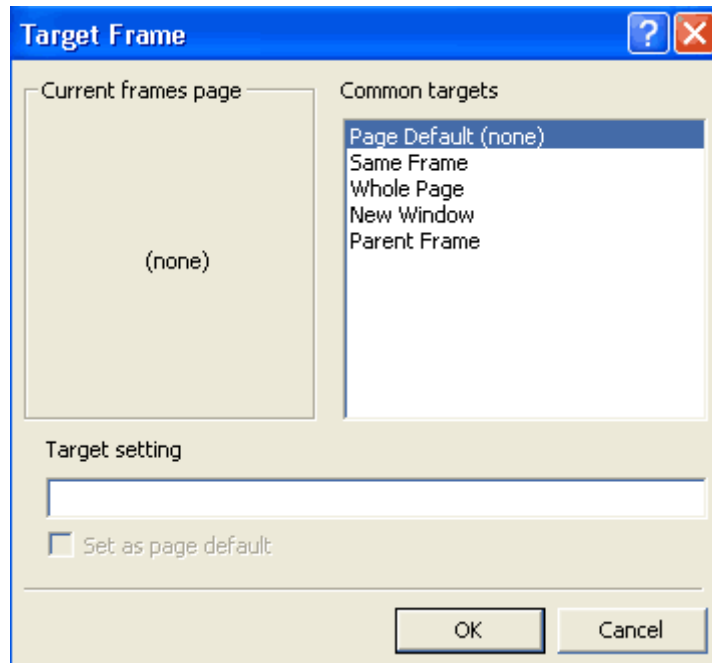 Target Frame
Current frames page
(none)
Common targets
Page Default (none)
Same Frame
Whole Page
New Window
Parent Frame
Target setting
Set as page default
OK
Cancel